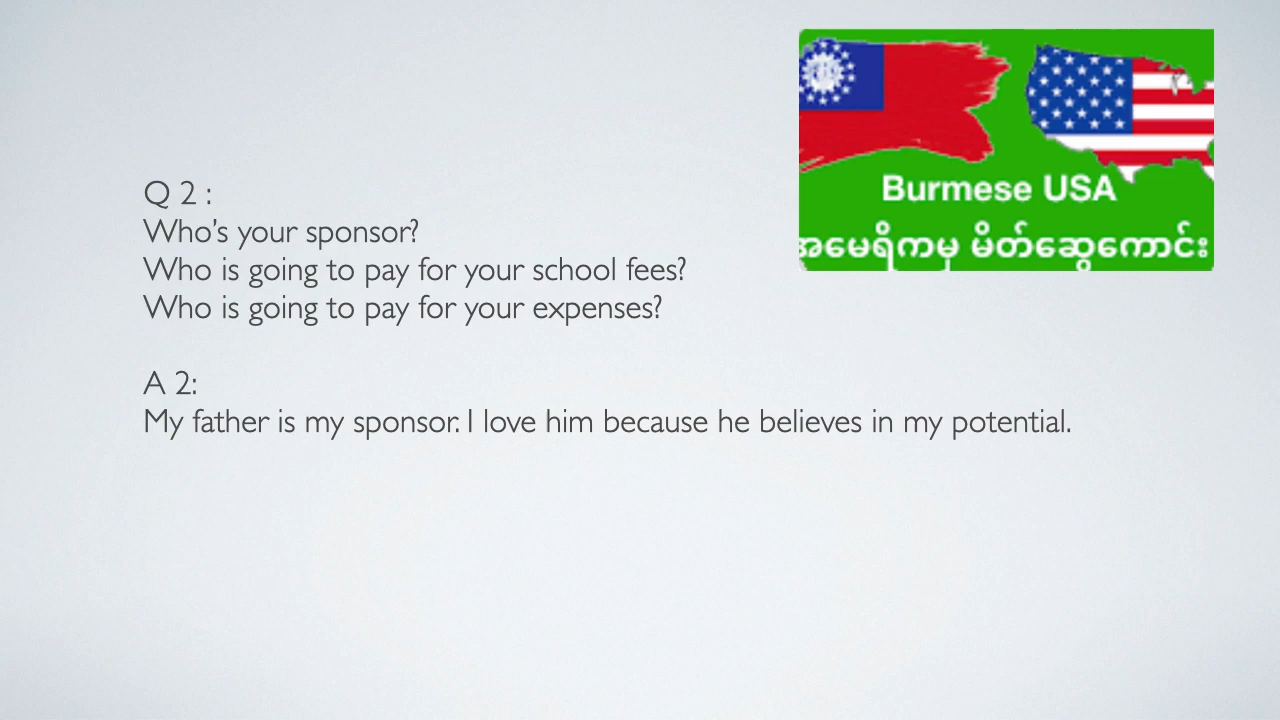 Burmese USA
အမေရိကမှ မိတ်ဆွေကောင်း
Q 2 :
Who's your sponsor?
Who is going to pay for your school fees?
Who is going to pay for your expenses?
A 2:
My father is my sponsor. I love him because he believes in my potential.